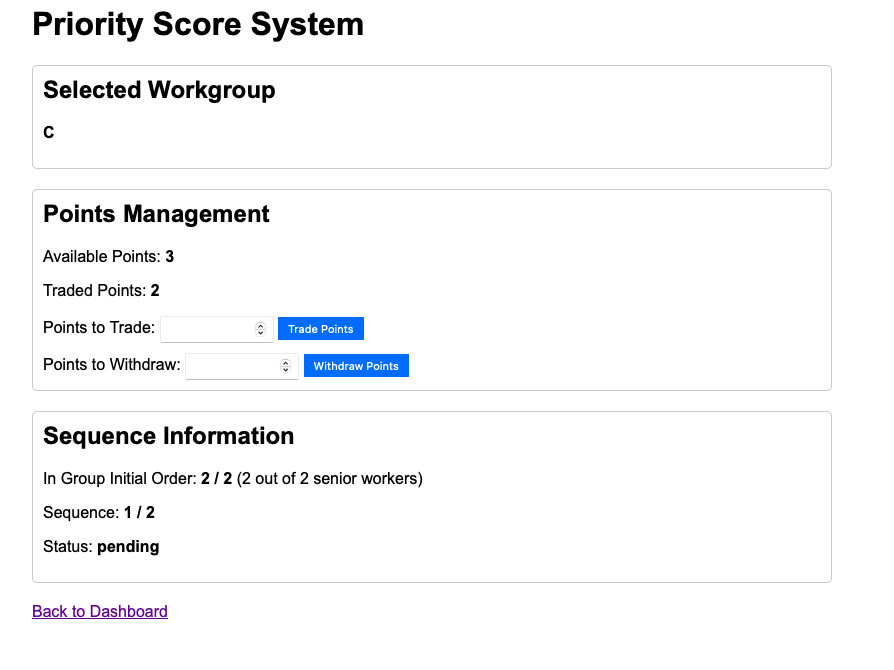 Priority Score System
Selected Workgroup
C
Points Management
Available Points: 3
Traded Points: 2
Points to Trade: Trade Points
Points to Withdraw: Withdraw Points
Sequence Information
In Group Initial Order: 2 / 2 (2 out of 2 senior workers)
Sequence: 1 / 2
Status: pending
Back to Dashboard